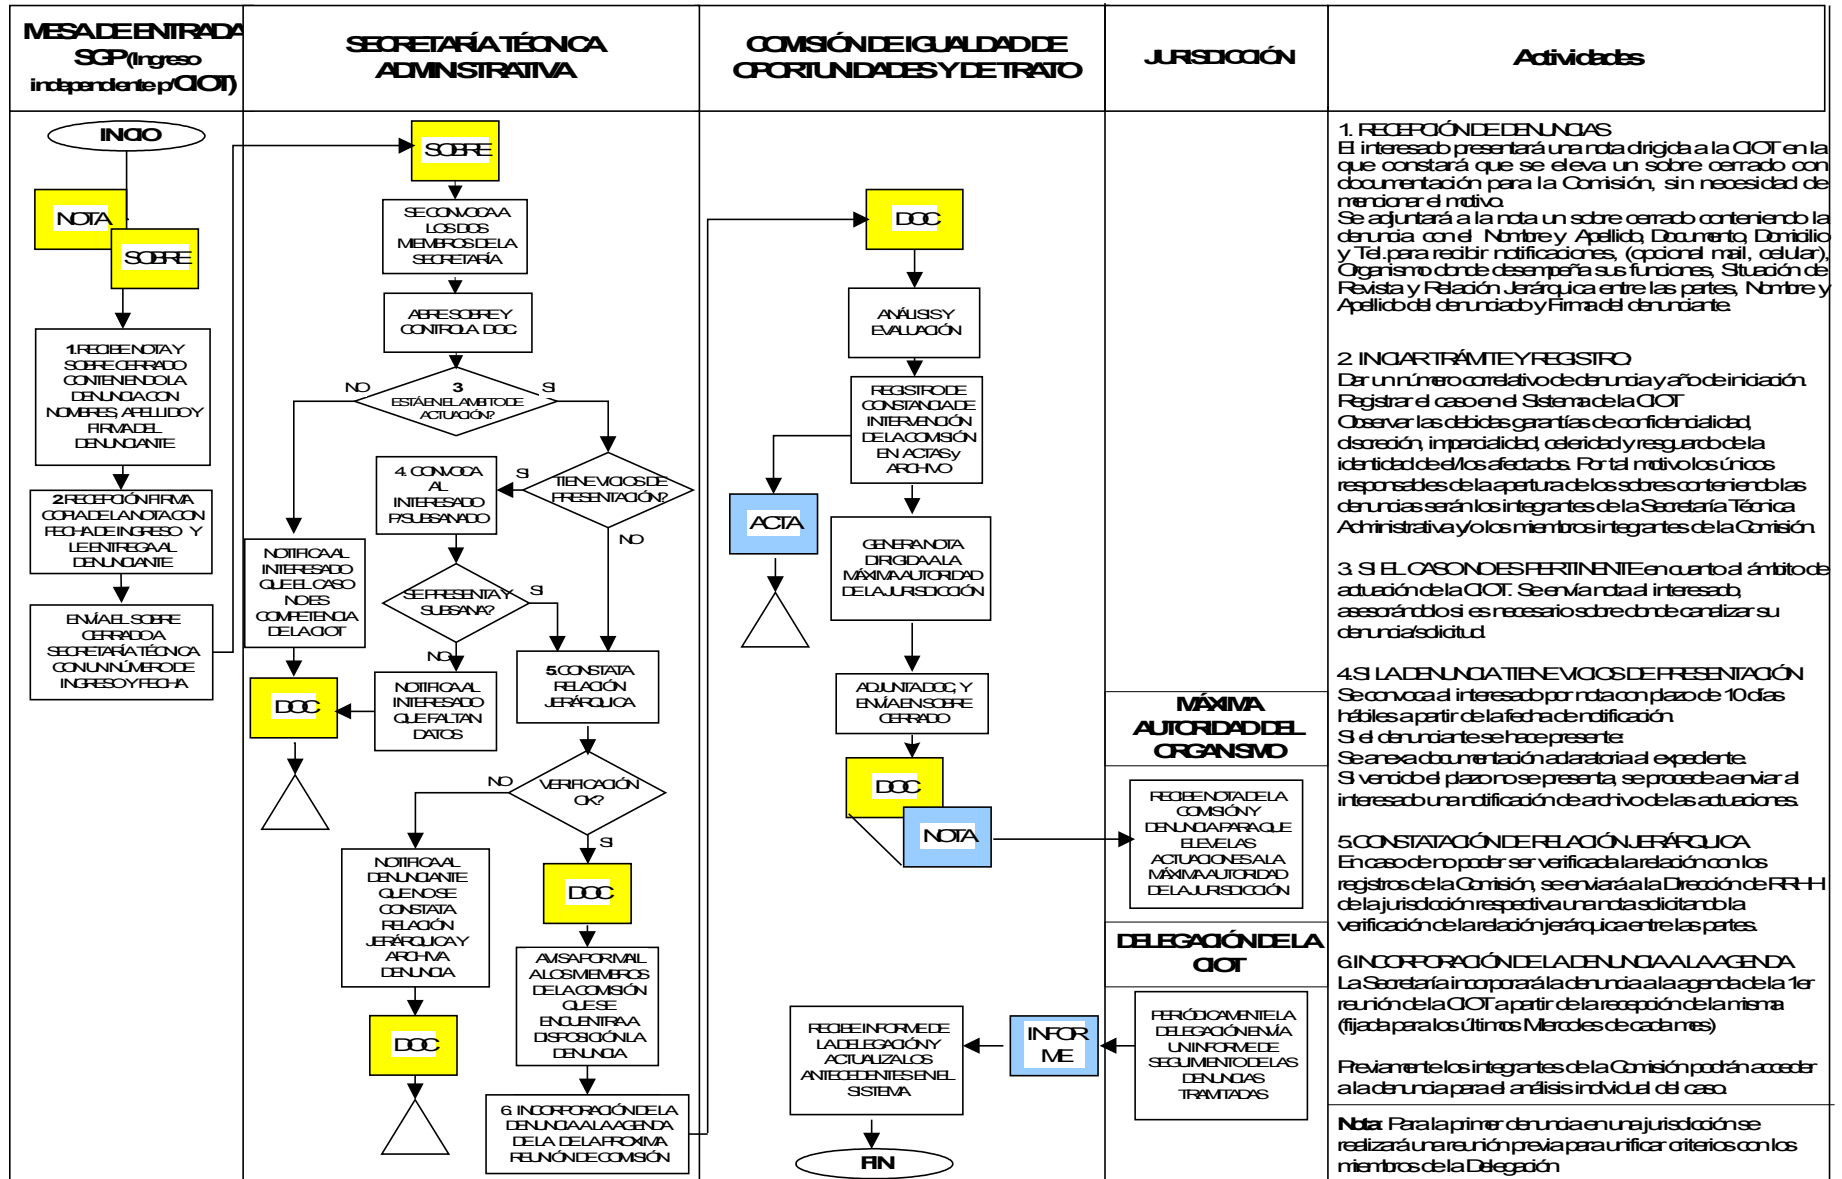 MESA DE ENTRADA
SGP (Ingreso
independiente p/ CIOT)
SECRETARÍA TÉCNICA
ADMINISTRATIVA
COMISIÓN DE IGUALDAD DE
OPORTUNIDADES Y DE TRATO
JURISDICCIÓN
Actividades
INICIO
NOTA
SOBRE
1.RECIBE NOTA Y
SOBRE CERRADO
CONTENIENDO LA
DENUNCIA CON
NOMBRES, APELLIDO Y
FIRMA DEL
DENUNCIANTE
2.RECEPCIÓN FIRMA
COPIA DE LA NOTA CON
FECHA DE INGRESO Y
LE ENTREGA AL
DENUNCIANTE
ENVÍA EL SOBRE
CERRADO A
SECRETARÍA TÉCNICA
CON UN NÚMERO DE
INGRESO Y FECHA
SOBRE
SE CONVOCA A
LOS DOS
MIEMBROS DE LA
SECRETARÍA
ABRE SOBRE Y
CONTROLA DOC.
NO
3.
ESTÁ EN EL AMBITO DE
ACTUACIÓN?
SI
4. CONVOCA
AL
INTERESADO
P/SUBSANADO
SI
TIENE VICIOS DE
PRESENTACIÓN?
NO
NOTIFICA AL
INTERESADO
QUE EL CASO
NO ES
COMPETENCIA
DE LA CIOT
SE PRESENTA Y
SUBSANA?
SI
NO
DOC
NOTIFICA AL
INTERESADO
QUE FALTAN
DATOS
5.CONSTATA
RELACIÓN
JERÁRQUICA
NO
VERIFICACIÓN
OK?
SI
NOTIFICA AL
DENUNCIANTE
QUE NO SE
CONSTATA
RELACIÓN
JERÁRQUICA Y
ARCHIVA
DENUNCIA
DOC
DOC
AVISA POR MAIL
A LOS MIEMBROS
DE LA COMISIÓN
QUE SE
ENCUENTRA A
DISPOSICIÓN LA
DENUNCIA
6. INCORPORACIÓN DE LA
DENUNCIA A LA AGENDA
DE LA DE LA PROXIMA
REUNIÓN DE COMISIÓN
DOC
ANÁLISIS Y
EVALUACIÓN
REGISTRO DE
CONSTANCIA DE
INTERVENCIÓN
DE LA COMISIÓN
EN ACTAS y
ARCHIVO
ACTA
GENERA NOTA
DIRIGIDA A LA
MÁXIMA AUTORIDAD
DE LA JURISDICCIÓN
ADJUNTA DOC, Y
ENVÍA EN SOBRE
CERRADO
DOC
NOTA
RECIBE INFORME DE
LA DELEGACIÓN Y
ACTUALIZA LOS
ANTECEDENTES EN EL
SISTEMA
FIN
MÁXIMA
AUTORIDAD DEL
ORGANISMO
RECIBE NOTA DE LA
COMISIÓN Y
DENUNCIA PARA QUE
ELEVE LAS
ACTUACIONES A LA
MÁXIMA AUTORIDAD
DE LA JURISDICCIÓN
DELEGACIÓN DE LA
CIOT
PERIÓDICAMENTE LA
DELEGACIÓN ENVÍA
UN INFORME DE
SEGUIMIENTO DE LAS
DENUNCIAS
TRAMITADAS
INFOR
ME
1. RECEPCIÓN DE DENUNCIAS
El interesado presentará una nota dirigida a la CIOT en la
que constará que se eleva un sobre cerrado con
documentación para la Comisión, sin necesidad de
mencionar el motivo.
Se adjuntará a la nota un sobre cerrado conteniendo la
denuncia con el Nombre y Apellido, Documento, Domicilio
y Tel. para recibir notificaciones, (opcional mail, celular),
Organismo donde desempeña sus funciones, Situación de
Revista y Relación Jerárquica entre las partes, Nombre y
Apellido del denunciado y Firma del denunciante.
2. INICIAR TRÁMITE Y REGISTRO
Dar un número correlativo de denuncia y año de iniciación.
Registrar el caso en el Sistema de la CIOT
Observar las debidas garantías de confidencialidad,
discreción, imparcialidad, celeridad y resguardo de la
identidad de el/los afectados. Por tal motivo los únicos
responsables de la apertura de los sobres conteniendo las
denuncias serán los integrantes de la Secretaría Técnica
Administrativa y/o los miembros integrantes de la Comisión.
3. SI EL CASO NO ES PERTINENTE en cuanto al ámbito de
actuación de la CIOT. Se envía nota al interesado,
asesorándolo si es necesario sobre donde canalizar su
denuncia/solicitud.
4.SI LA DENUNCIA TIENE VICIOS DE PRESENTACIÓN
Se convoca al interesado por nota con plazo de 10 días
hábiles a partir de la fecha de notificación.
Si el denunciante se hace presente:
Se anexa documentación aclaratoria al expediente.
Si vencido el plazo no se presenta, se procede a enviar al
interesado una notificación de archivo de las actuaciones.
5.CONSTATACIÓN DE RELACIÓN JERÁRQUICA
En caso de no poder ser verificada la relación con los
registros de la Comisión, se enviará a la Dirección de RRHH
de la jurisdicción respectiva una nota solicitando la
verificación de la relación jerárquica entre las partes.
6.INCORPORACIÓN DE LA DENUNCIA A LA AGENDA
La Secretaría incorporará la denuncia a la agenda de la 1er
reunión de la CIOT a partir de la recepción de la misma
(fijada para los últimos Miercoles de cada mes)
Previamente los integrantes de la Comisión podrán acceder
a la denuncia para el análisis individual del caso.
Nota: Para la primer denuncia en una jurisdicción se
realizará una reunión previa para unificar criterios con los
miembros de la Delegación